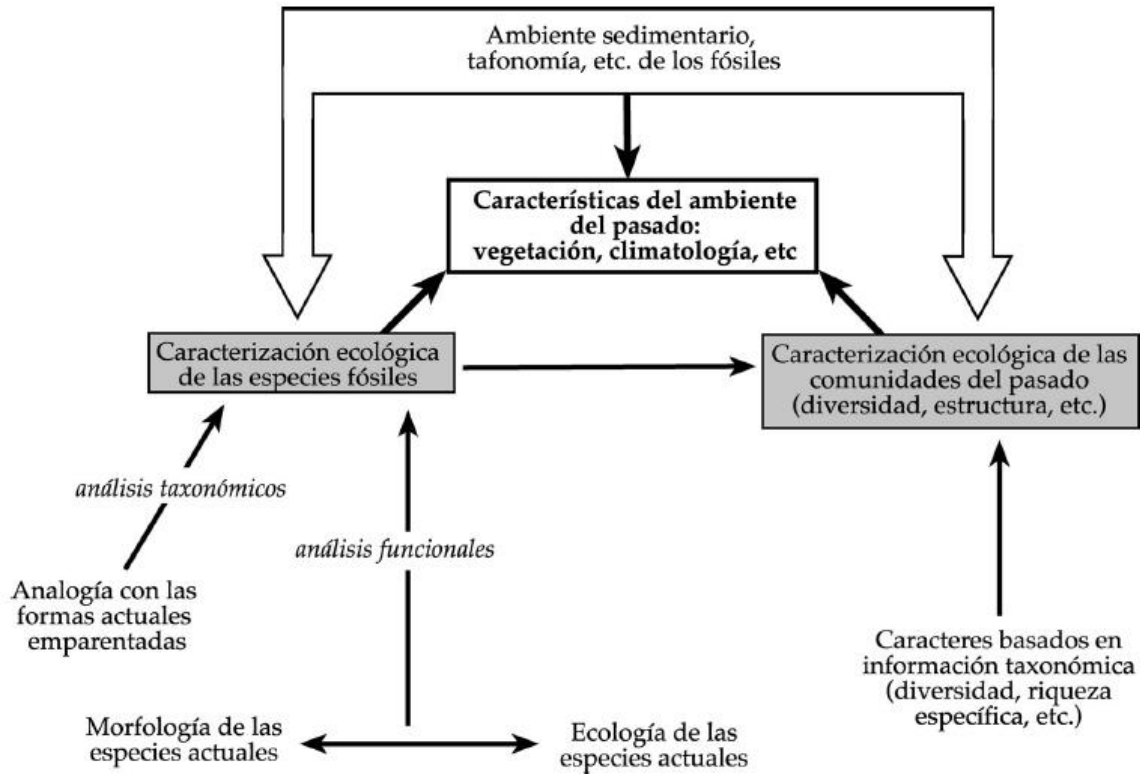 Ambiente sedimentario,
tafonomía, etc. de los fósiles
Características del ambiente
del pasado:
vegetación, climatología, etc
Caracterización ecológica
de las especies fósiles
Caracterización ecológica de las
comunidades del pasado
(diversidad, estructura, etc.)
análisis taxonómicos
análisis funcionales
Analogía con las
formas actuales
emparentadas
Caracteres basados en
información taxonómica
(diversidad, riqueza
específica, etc.)
Morfología de las
especies actuales
Ecología de las
especies actuales